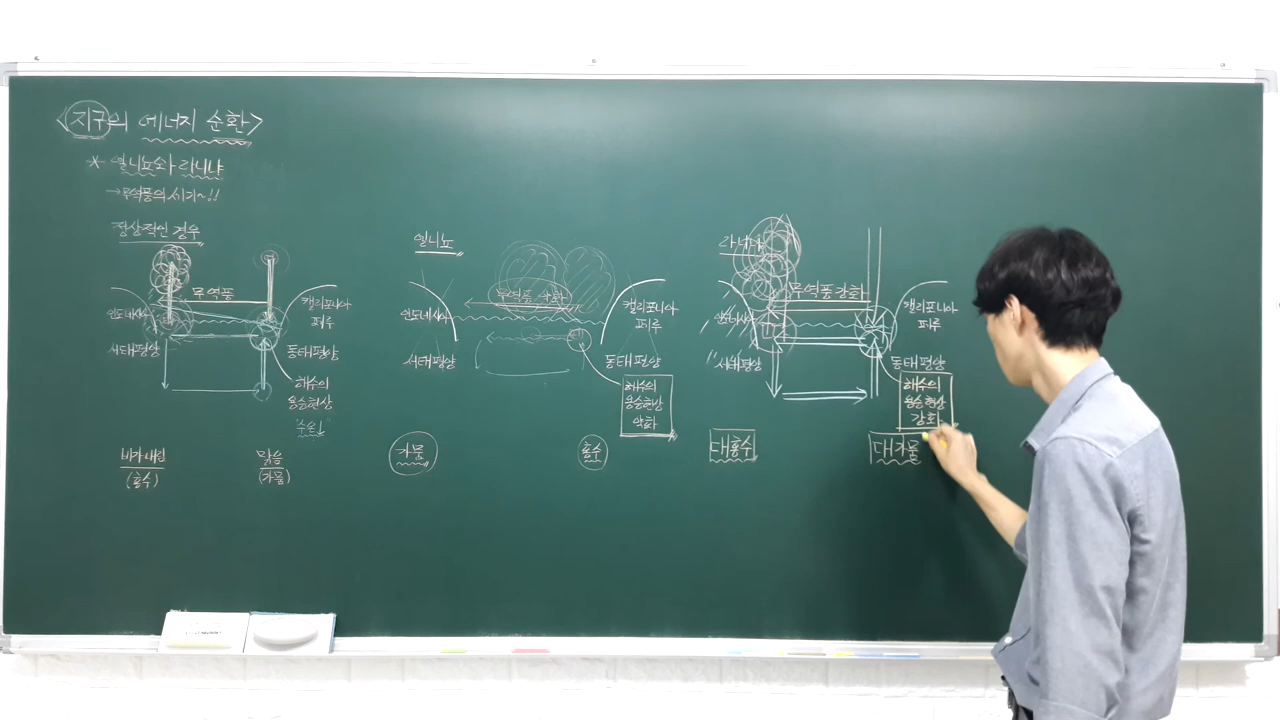 <지구의 에너지 순환>
* 엘니뇨와 라니냐
→무역풍의 세기~!!
정상적인 경우
무역풍
인도네시아
캘리포니아
페루
서태평양
동태평양
해수의
용승현상
"수온↓"
비가 내림
(홍수)
맑음
(가뭄)
엘니뇨
무역풍 약화
인도네시아
캘리포니아
페루
서태평양
동태평양
해수의
용승현상
약화
가뭄
홍수
라니냐
무역풍 강화
인도네시아
캘리포니아
페루
서태평양
동태평양
해수의
용승현상
강화
대홍수
대가뭄